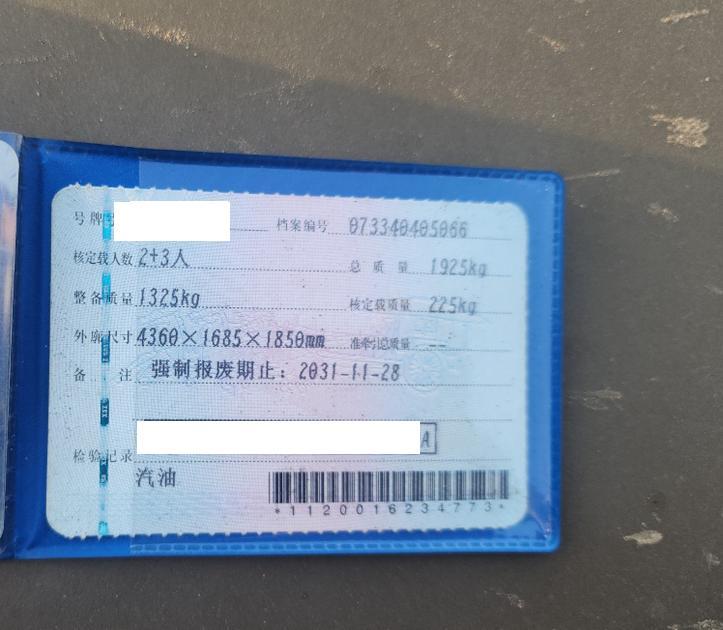 号牌号 档案编号 073340405066
核定载人数 2+3人 总质量 1925kg
整备质量 1325kg 核定载质量 225kg
外廓尺寸 4360×1685×1850mm 准牵引总质量 --
备注 强制报废期止：2031-11-28
A
检验记录
汽油
*1120016234773*